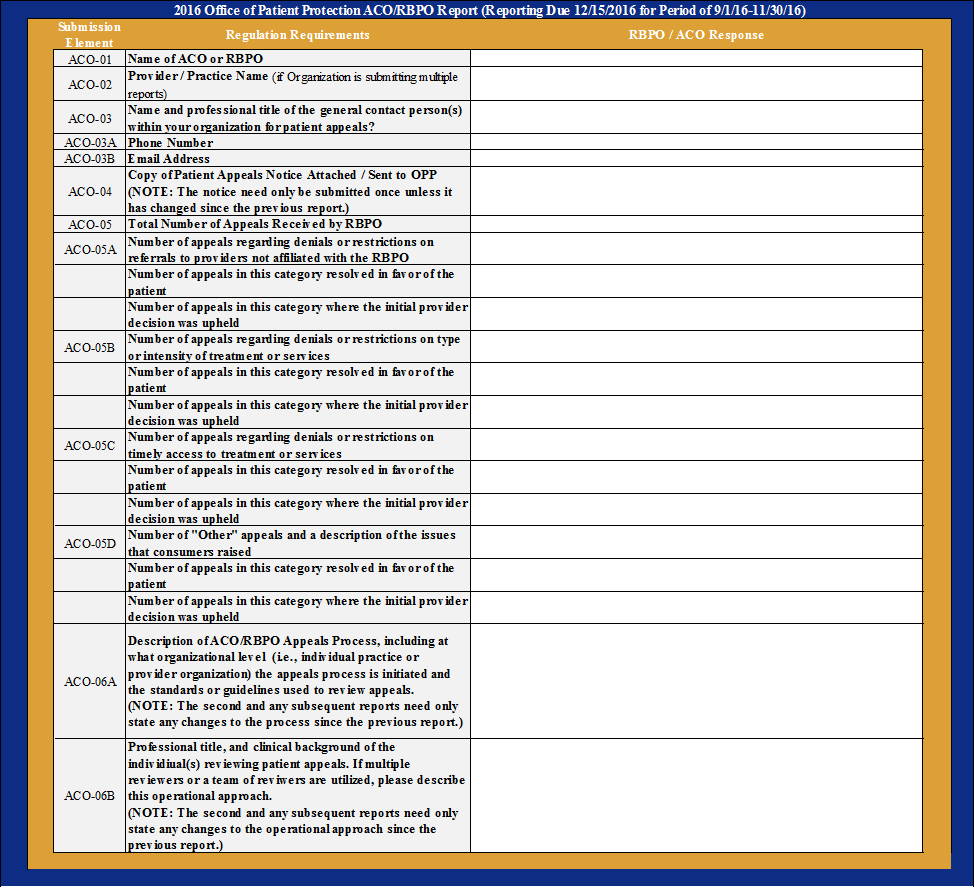 2016 Office of Patient Protection ACO/RBPO Report (Reporting Due 12/15/2016 for Period of 9/1/16-11/30/16)
Submission
Element
Regulation Requirements
RBPO / ACO Response
ACO-01
Name of ACO or RBPO
ACO-02
Provider / Practice Name (if Organization is submitting multiple
reports)
ACO-03
Name and professional title of the general contact person(s)
within your organization for patient appeals?
ACO-03A
Phone Number
ACO-03B
Email Address
ACO-04
Copy of Patient Appeals Notice Attached / Sent to OPP
(NOTE: The notice need only be submitted once unless it
has changed since the previous report.)
ACO-05
Total Number of Appeals Received by RBPO
ACO-05A
Number of appeals regarding denials or restrictions on
referrals to providers not affiliated with the RBPO
Number of appeals in this category resolved in favor of the
patient
Number of appeals in this category where the initial provider
decision was upheld
ACO-05B
Number of appeals regarding denials or restrictions on type
or intensity of treatment or services
Number of appeals in this category resolved in favor of the
patient
Number of appeals in this category where the initial provider
decision was upheld
ACO-05C
Number of appeals regarding denials or restrictions on
timely access to treatment or services
Number of appeals in this category resolved in favor of the
patient
Number of appeals in this category where the initial provider
decision was upheld
ACO-05D
Number of "Other" appeals and a description of the issues
that consumers raised
Number of appeals in this category resolved in favor of the
patient
Number of appeals in this category where the initial provider
decision was upheld
ACO-06A
Description of ACO/RBPO Appeals Process, including at
what organizational level (i.e., individual practice or
provider organization) the appeals process is initiated and
the standards or guidelines used to review appeals.
(NOTE: The second and any subsequent reports need only
state any changes to the process since the previous report.)
ACO-06B
Professional title, and clinical background of the
individiual(s) reviewing patient appeals. If multiple
reviewers or a team of reviwers are utilized, please describe
this operational approach.
(NOTE: The second and any subsequent reports need only
state any changes to the operational approach since the
previous report.)